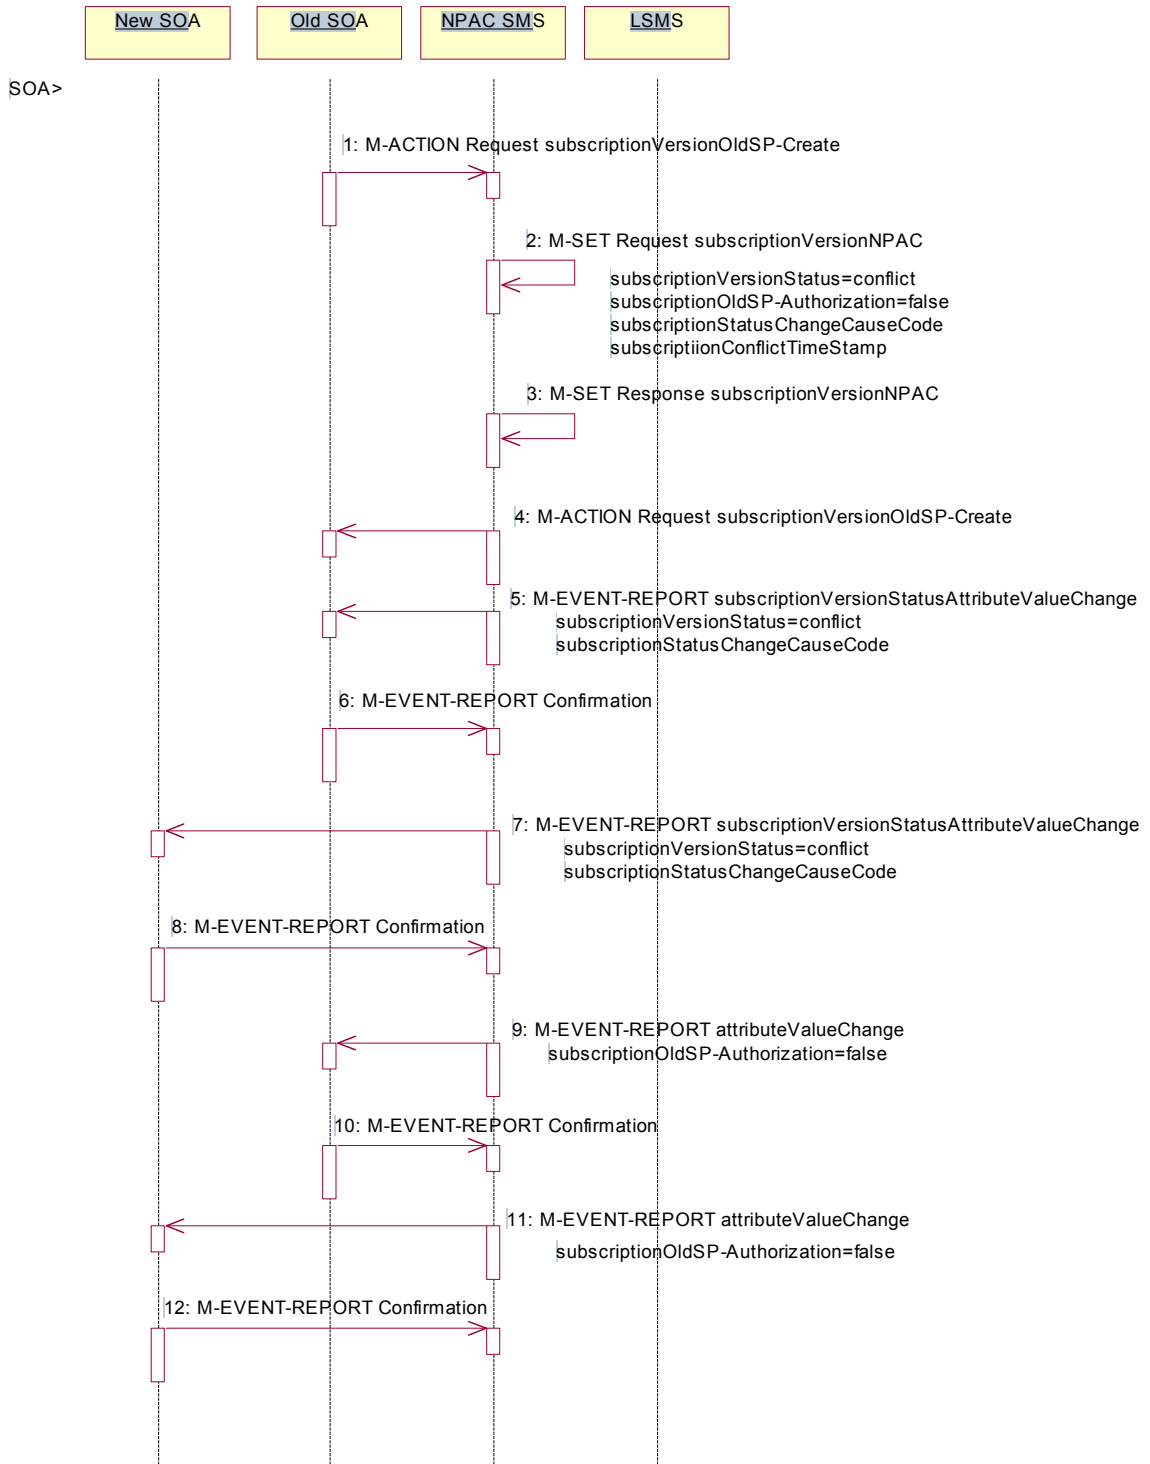 New SOA
Old SOA
NPAC SMS
LSMS
SOA>
1: M-ACTION Request subscriptionVersionOldSP-Create
2: M-SET Request subscriptionVersionNPAC
subscriptionVersionStatus=conflict
subscriptionOldSP-Authorization=false
subscriptionStatusChangeCauseCode
subscriptiionConflictTimeStamp
3: M-SET Response subscriptionVersionNPAC
4: M-ACTION Request subscriptionVersionOldSP-Create
5: M-EVENT-REPORT subscriptionVersionStatusAttributeValueChange
subscriptionVersionStatus=conflict
subscriptionStatusChangeCauseCode
6: M-EVENT-REPORT Confirmation
7: M-EVENT-REPORT subscriptionVersionStatusAttributeValueChange
subscriptionVersionStatus=conflict
subscriptionStatusChangeCauseCode
8: M-EVENT-REPORT Confirmation
9: M-EVENT-REPORT attributeValueChange
subscriptionOldSP-Authorization=false
10: M-EVENT-REPORT Confirmation
11: M-EVENT-REPORT attributeValueChange
subscriptionOldSP-Authorization=false
12: M-EVENT-REPORT Confirmation